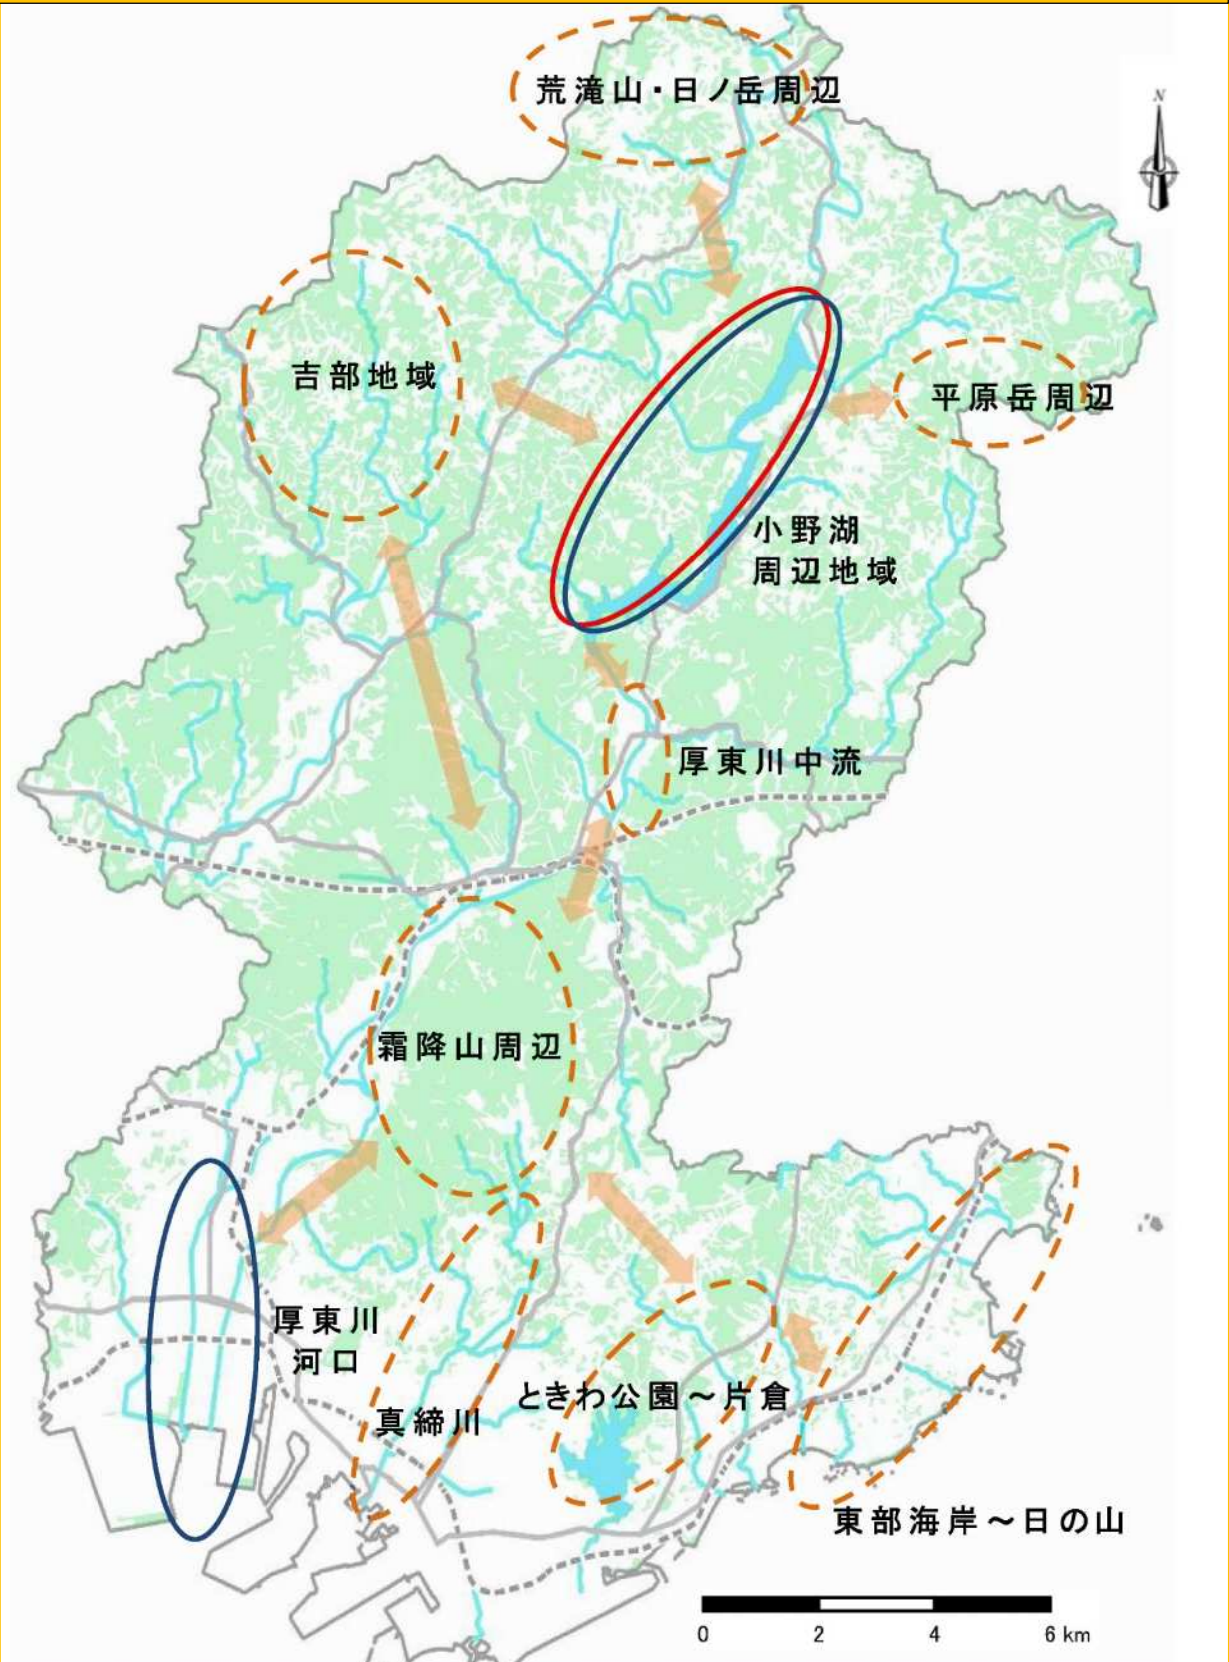 荒滝山・日ノ岳周辺
N
吉部地域
平原岳周辺
小野湖
周辺地域
厚東川中流
霜降山周辺
厚東川
河口
ときわ公園～片倉
真締川
東部海岸～日の山
0 2 4 6 km